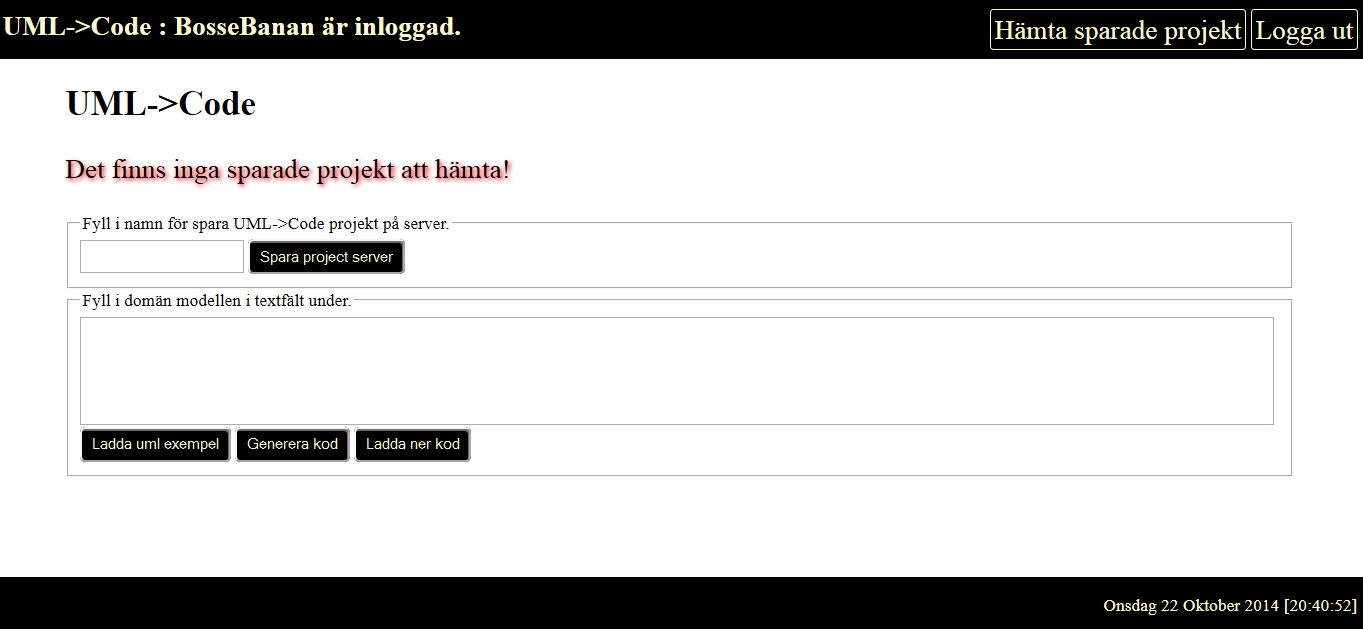 UML->Code : BosseBanan är inloggad.
Hämta sparade projekt
Logga ut
UML->Code
Det finns inga sparade projekt att hämta!
Fyll i namn för spara UML->Code projekt på server.
Spara project server
Fyll i domän modellen i textfält under.
Ladda uml exempel
Generera kod
Ladda ner kod
Onsdag 22 Oktober 2014 [20:40:52]